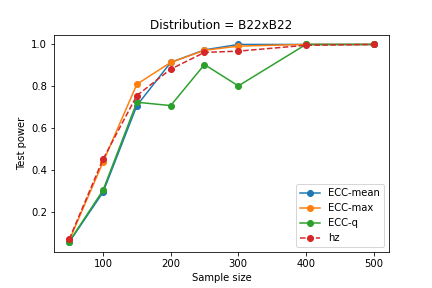 Distribution = B22xB22
Test power
1.0
0.8
0.6
0.4
0.2
ECC-mean
ECC-max
ECC-q
hz
100 200 300 400 500
Sample size